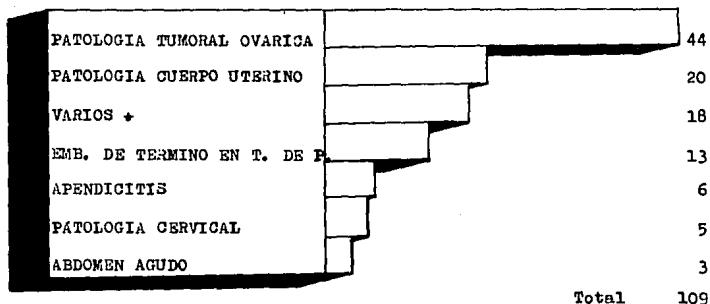 PATOLOGIA TUMORAL OVARICA 44
PATOLOGIA CUERPO UTERINO 20
VARIOS + 18
EMB. DE TERMINO EN T. DE P. 13
APENDICITIS 6
PATOLOGIA CERVICAL 5
ABDOMEN AGUDO 3
Total 109